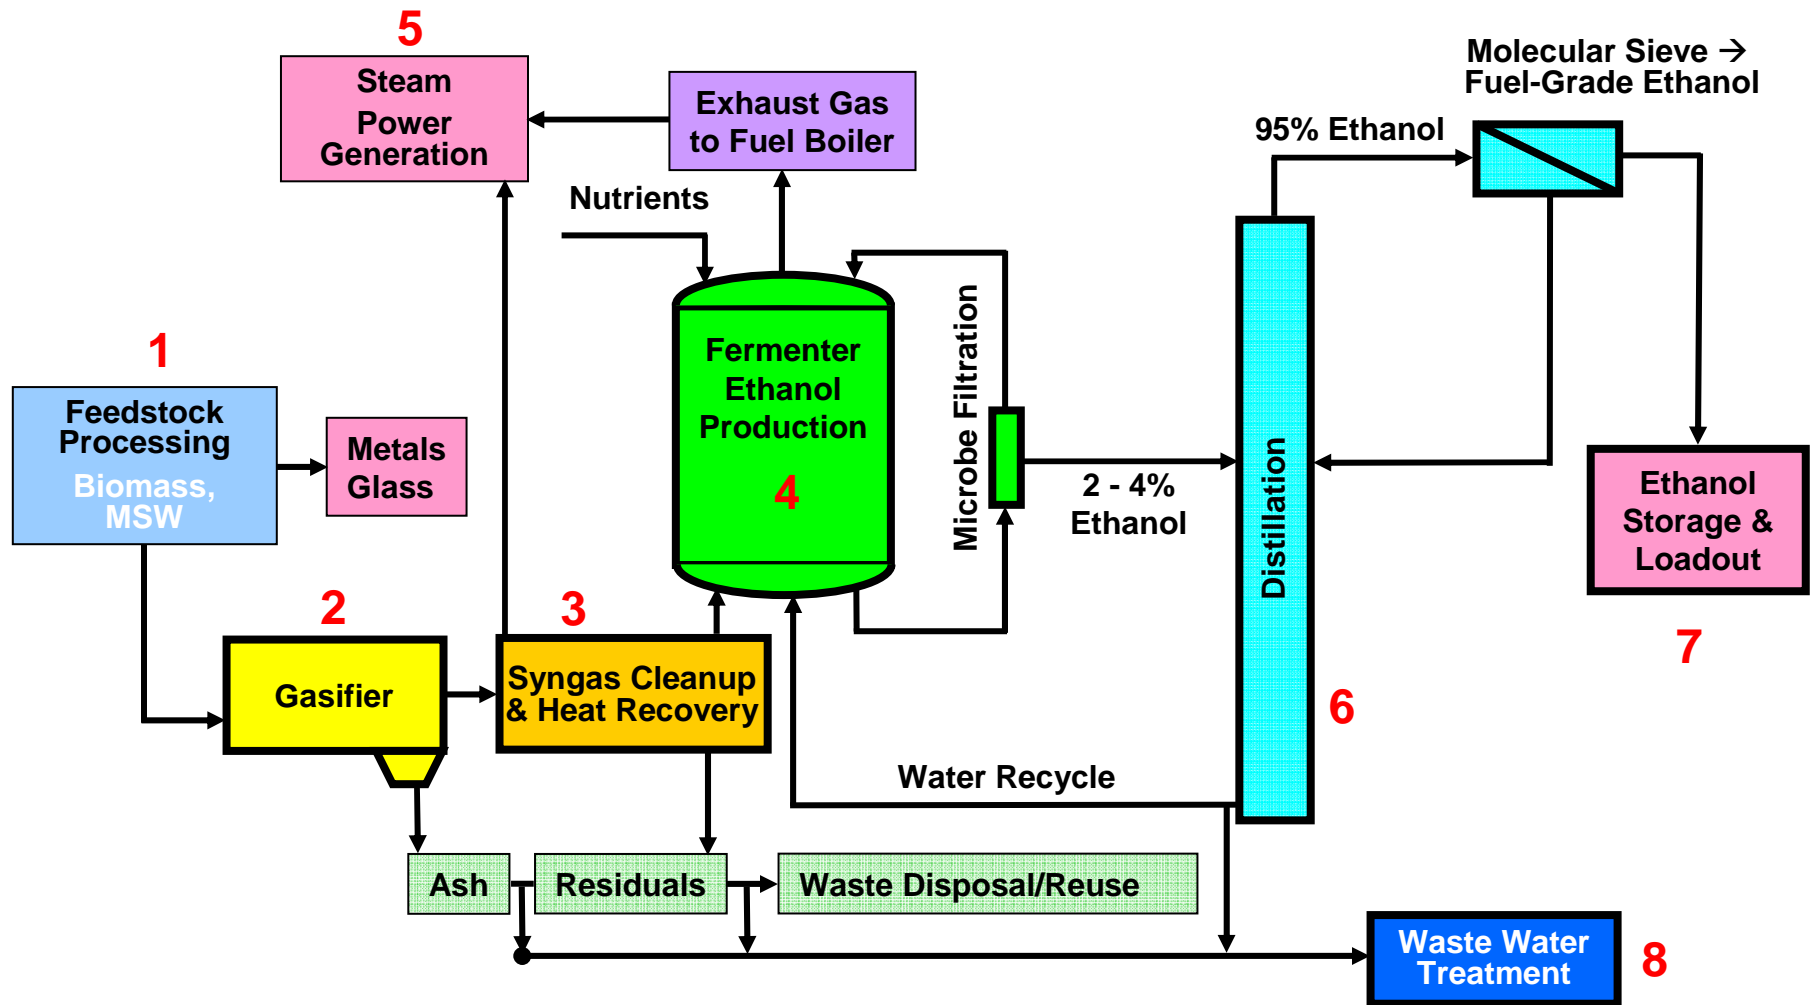 5
Steam
Power
Generation
Exhaust Gas
to Fuel Boiler
Molecular Sieve →
Fuel-Grade Ethanol
95% Ethanol
Nutrients
1
Feedstock
Processing
Biomass,
MSW
Metals
Glass
Fermenter
Ethanol
Production
4
Microbe Filtration
2 - 4%
Ethanol
Distillation
6
Ethanol
Storage &
Loadout
7
2
Gasifier
3
Syngas Cleanup
& Heat Recovery
Water Recycle
Ash
Residuals
Waste Disposal/Reuse
Waste Water
Treatment
8